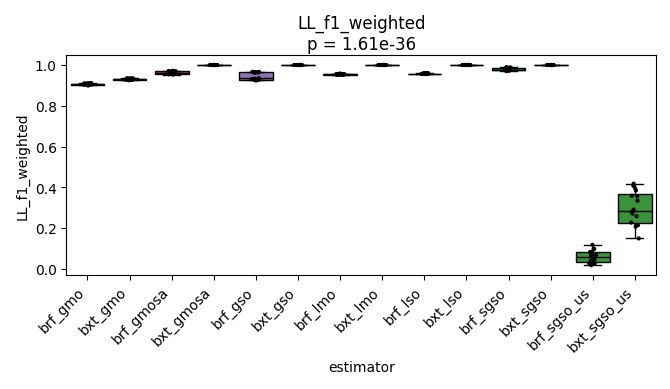 LL_f1_weighted
p = 1.61e-36
LL_f1_weighted
1.0
0.8
0.6
0.4
0.2
0.0
brf_gmo
bxt_gmo
brf_gmosa
bxt_gmosa
brf_gso
bxt_gso
brf_lmo
bxt_lmo
brf_lso
bxt_lso
brf_sgso
bxt_sgso
brf_sgso_us
bxt_sgso_us
estimator